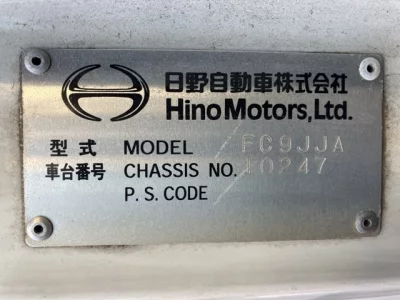 日野自動車株式会社
Hino Motors, Ltd.
型式 MODEL FC9JJA
車台番号 CHASSIS NO. 10247
P.S.CODE